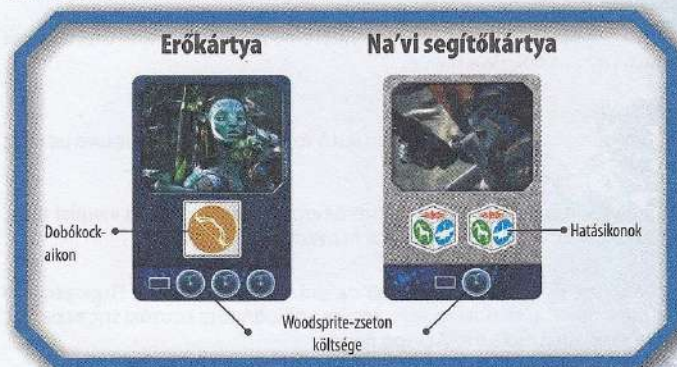 Erőkártya
Na'vi segítőkártya
Dobókock-
aikon
Hatásikonok
Woodsprite-zseton
költsége